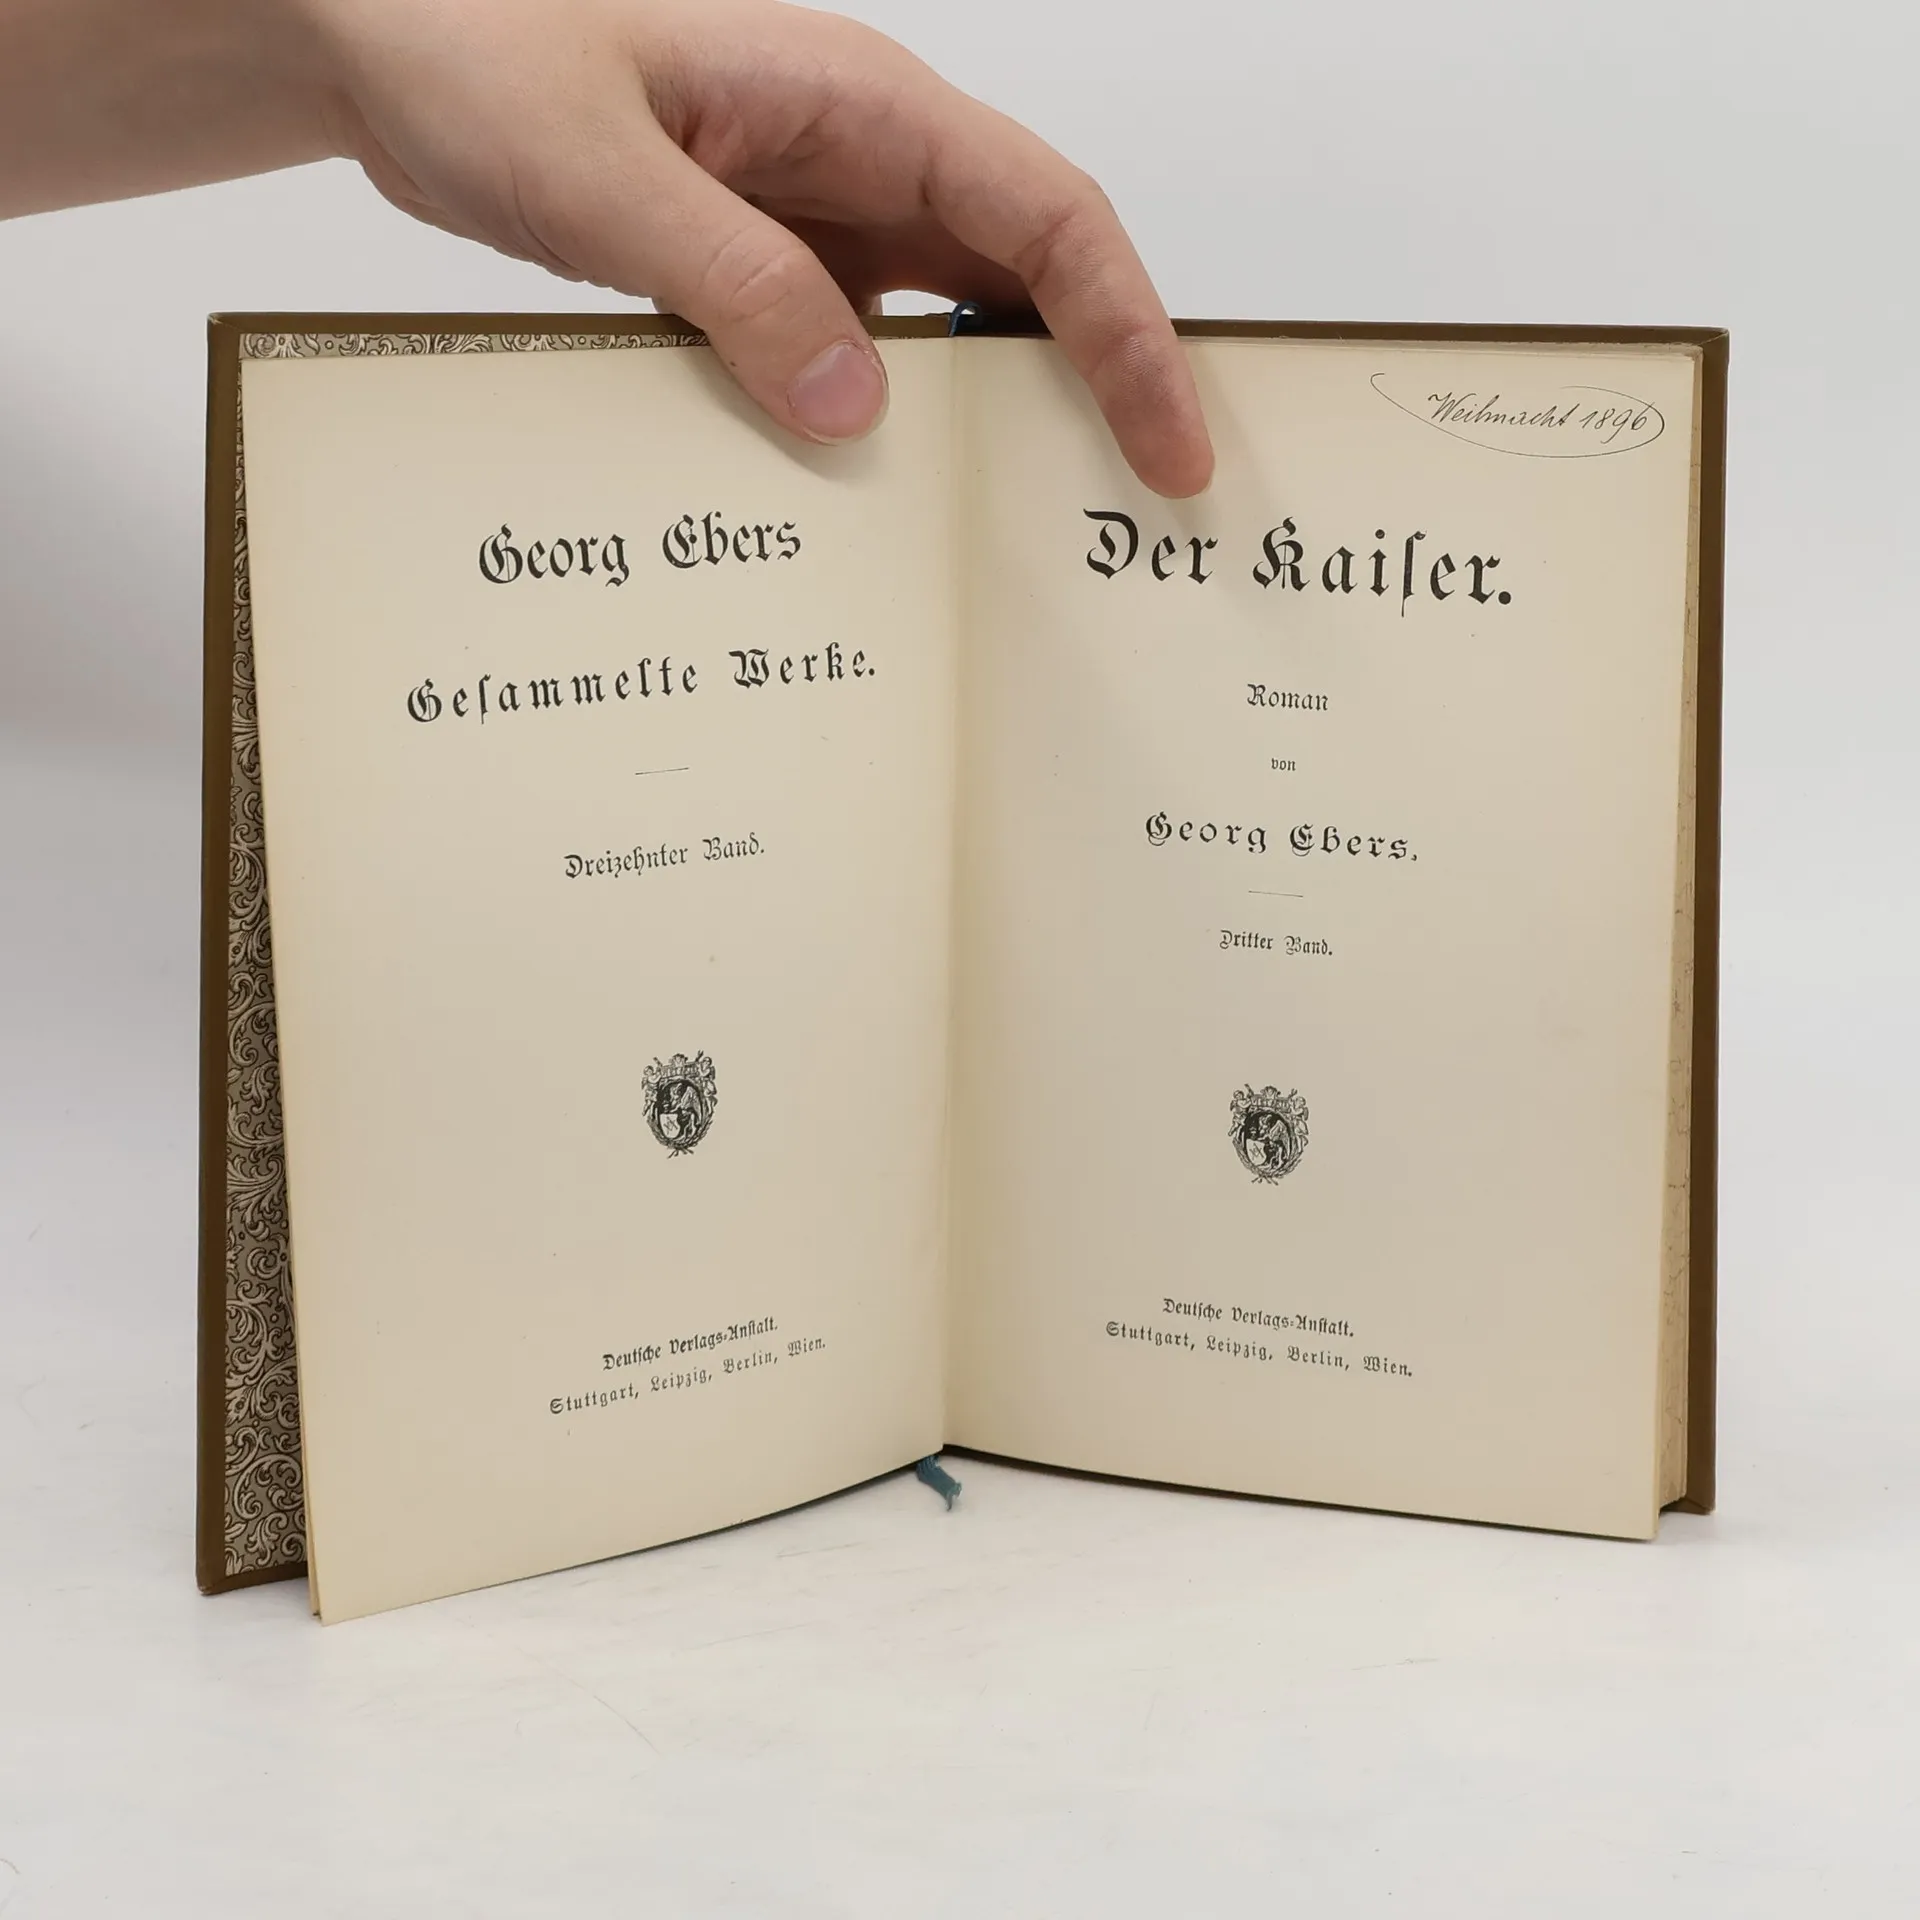 Georg Ebers
Geſammelte Werke.
Dreizehnter Band.
Deutſche Verlags-Anſtalt.
Stuttgart, Leipzig, Berlin, Wien.
Weihnacht 1896
Der Kaiſer.
Roman
von
Georg Ebers.
Dritter Band.
Deutſche Verlags-Anſtalt.
Stuttgart, Leipzig, Berlin, Wien.